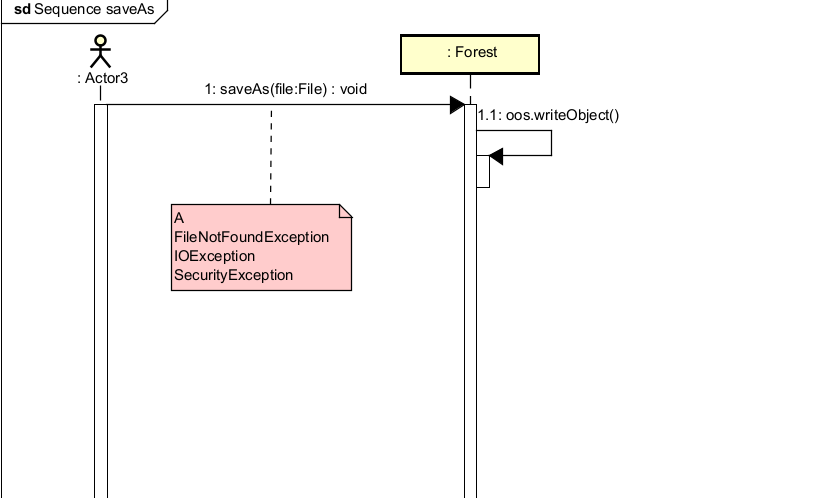 sd Sequence saveAs
: Actor3
: Forest
1: saveAs(file:File) : void
1.1: oos.writeObject()
A
FileNotFoundException
IOException
SecurityException